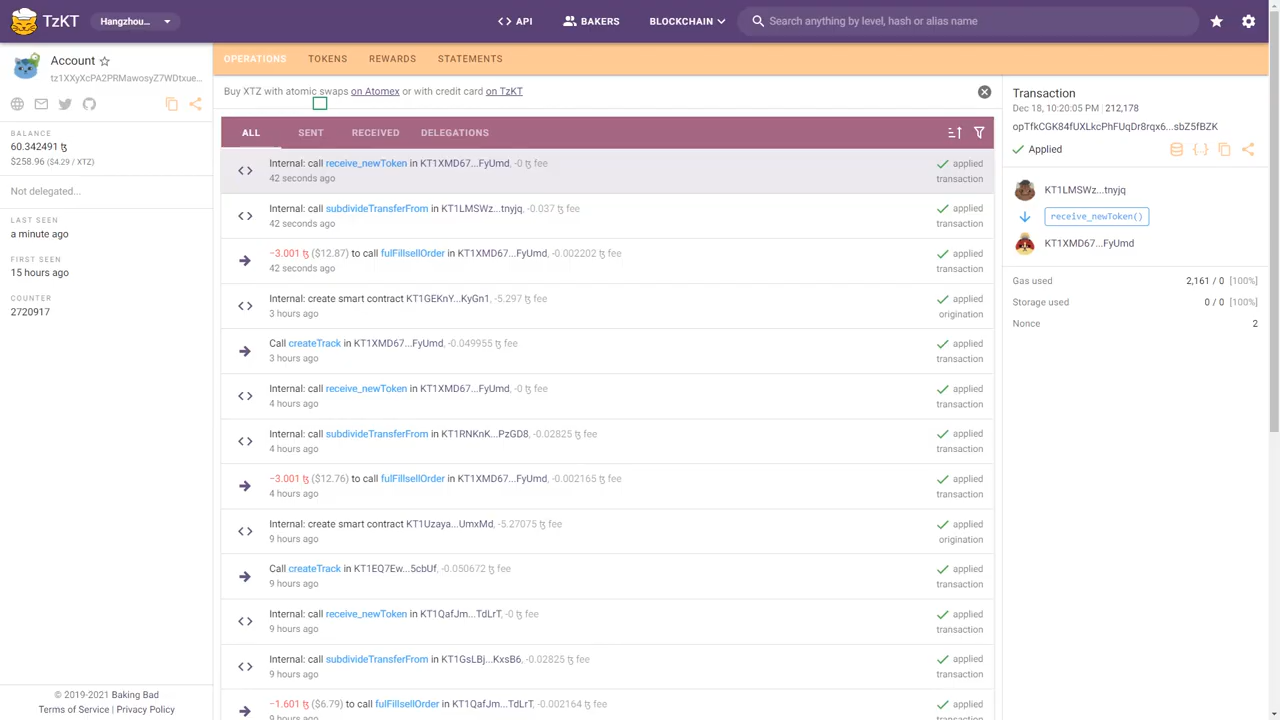 TzKT
Hangzhou...
API
BAKERS
BLOCKCHAIN
Search anything by level, hash or alias name
Account
tz1XXyXcPA2PRMawosyZ7WDtxue...
BALANCE
60.342491 ꜩ
$258.96 ($4.29 / XTZ)
Not delegated...
LAST SEEN
a minute ago
FIRST SEEN
15 hours ago
COUNTER
2720917
© 2019-2021 Baking Bad
Terms of Service | Privacy Policy
OPERATIONS
TOKENS
REWARDS
STATEMENTS
Buy XTZ with atomic swaps on Atomex or with credit card on TzKT
ALL
SENT
RECEIVED
DELEGATIONS
Internal: call receive_newToken in KT1XMD67...FyUmd, -0 ꜩ fee
applied
42 seconds ago
transaction
Internal: call subdivideTransferFrom in KT1LMSWz...tnyjq, -0.037 ꜩ fee
applied
42 seconds ago
transaction
−3.001 ꜩ ($12.87) to call fulFillsellOrder in KT1XMD67...FyUmd, -0.002202 ꜩ fee
applied
42 seconds ago
transaction
Internal: create smart contract KT1GEKnY...KyGn1, -5.297 ꜩ fee
applied
3 hours ago
origination
Call createTrack in KT1XMD67...FyUmd, -0.049955 ꜩ fee
applied
3 hours ago
transaction
Internal: call receive_newToken in KT1XMD67...FyUmd, -0 ꜩ fee
applied
4 hours ago
transaction
Internal: call subdivideTransferFrom in KT1RNKnK...PzGD8, -0.02825 ꜩ fee
applied
4 hours ago
transaction
−3.001 ꜩ ($12.76) to call fulFillsellOrder in KT1XMD67...FyUmd, -0.002165 ꜩ fee
applied
4 hours ago
transaction
Internal: create smart contract KT1Uzaya...UmxMd, -5.27075 ꜩ fee
applied
9 hours ago
origination
Call createTrack in KT1EQ7Ew...5cbUf, -0.050672 ꜩ fee
applied
9 hours ago
transaction
Internal: call receive_newToken in KT1QafJm...TdLrT, -0 ꜩ fee
applied
9 hours ago
transaction
Internal: call subdivideTransferFrom in KT1GsLBj...KxsB6, -0.02825 ꜩ fee
applied
9 hours ago
transaction
−1.601 ꜩ ($6.79) to call fulFillsellOrder in KT1QafJm...TdLrT, -0.002164 ꜩ fee
applied
9 hours ago
transaction
Transaction
Dec 18, 10:20:05 PM | 212,178
opTfkCGK84fUXLkcPhFUqDr8rqx6...sbZ5fBZK
Applied
KT1LMSWz...tnyjq
receive_newToken()
KT1XMD67...FyUmd
Gas used 2,161 / 0 [100%]
Storage used 0 / 0 [100%]
Nonce 2